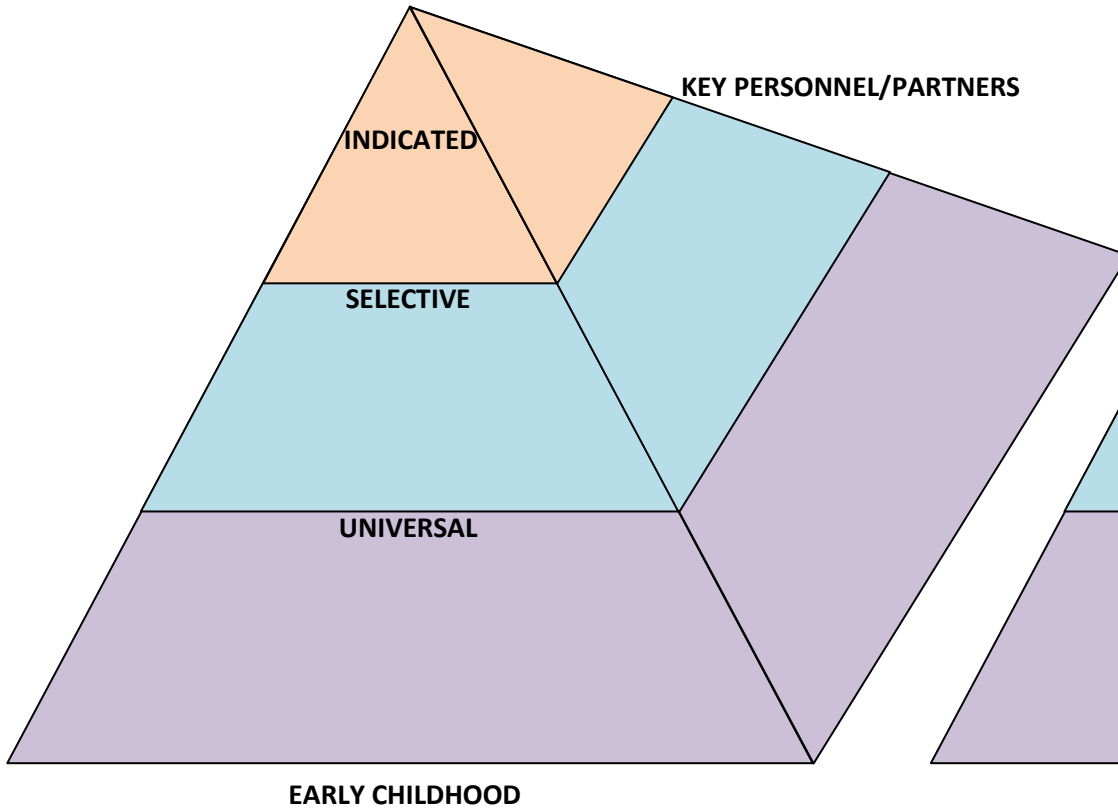 KEY PERSONNEL/PARTNERS
INDICATED
SELECTIVE
UNIVERSAL
EARLY CHILDHOOD